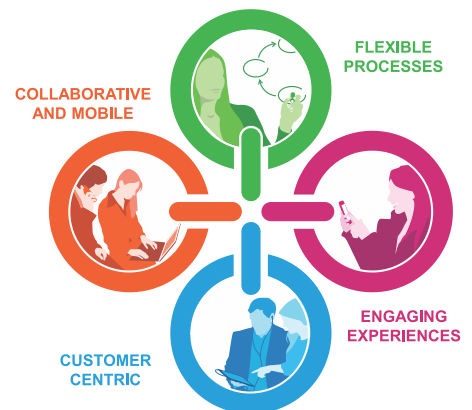 FLEXIBLE
PROCESSES
COLLABORATIVE
AND MOBILE
ENGAGING
EXPERIENCES
CUSTOMER
CENTRIC